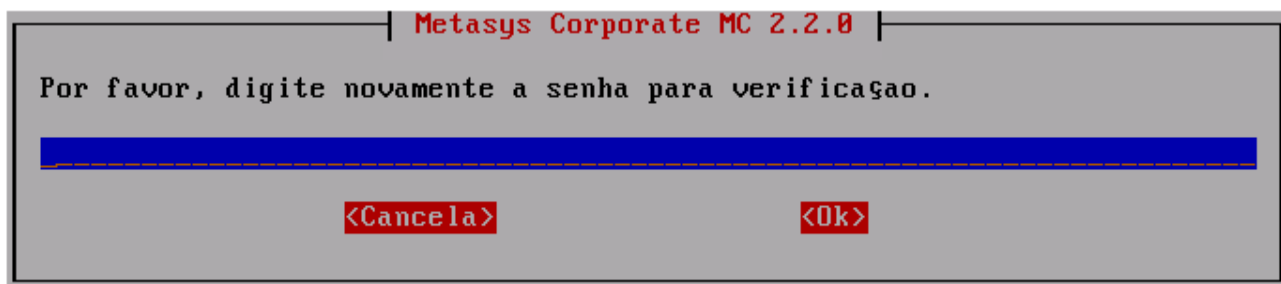 Metasys Corporate MC 2.2.0
Por favor, digite novamente a senha para verificaçao.
<Cancela> <Ok>